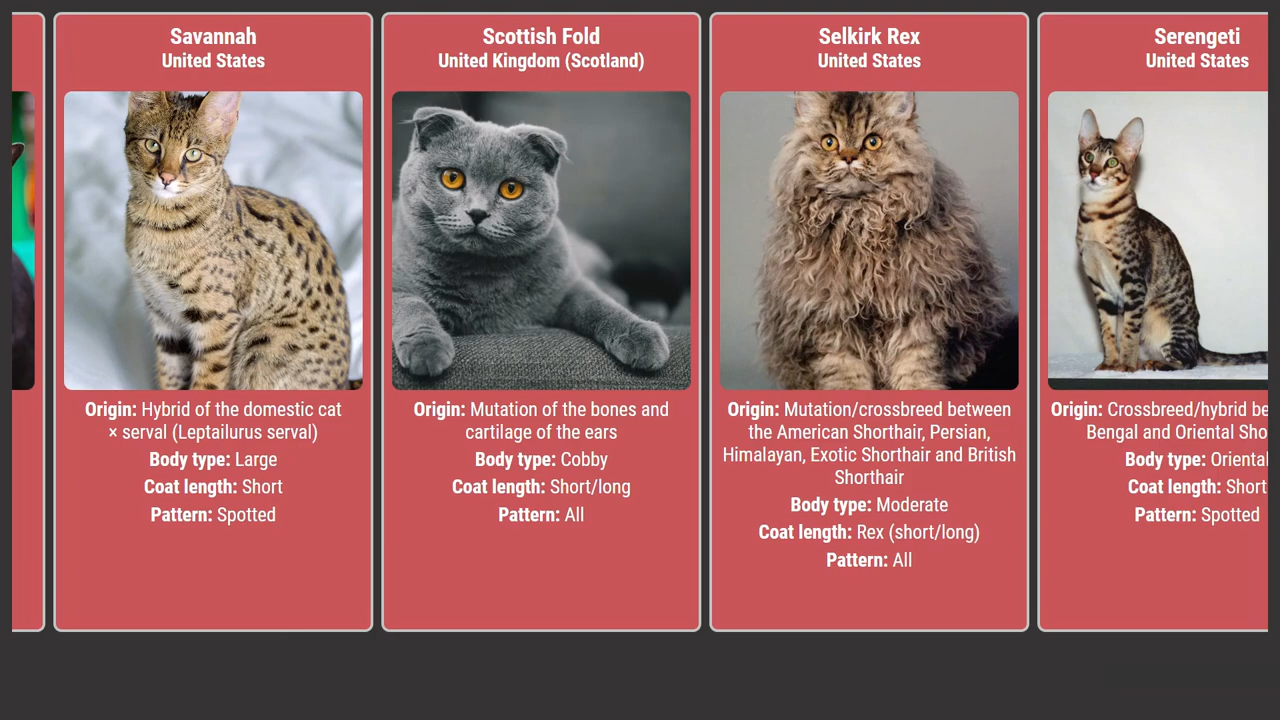 Savannah
United States
Origin: Hybrid of the domestic cat
× serval (Leptailurus serval)
Body type: Large
Coat length: Short
Pattern: Spotted
Scottish Fold
United Kingdom (Scotland)
Origin: Mutation of the bones and
cartilage of the ears
Body type: Cobby
Coat length: Short/long
Pattern: All
Selkirk Rex
United States
Origin: Mutation/crossbreed between
the American Shorthair, Persian,
Himalayan, Exotic Shorthair and British
Shorthair
Body type: Moderate
Coat length: Rex (short/long)
Pattern: All
Serengeti
United States
Origin: Crossbreed/hybrid be
Bengal and Oriental Sho
Body type: Oriental
Coat length: Short
Pattern: Spotted